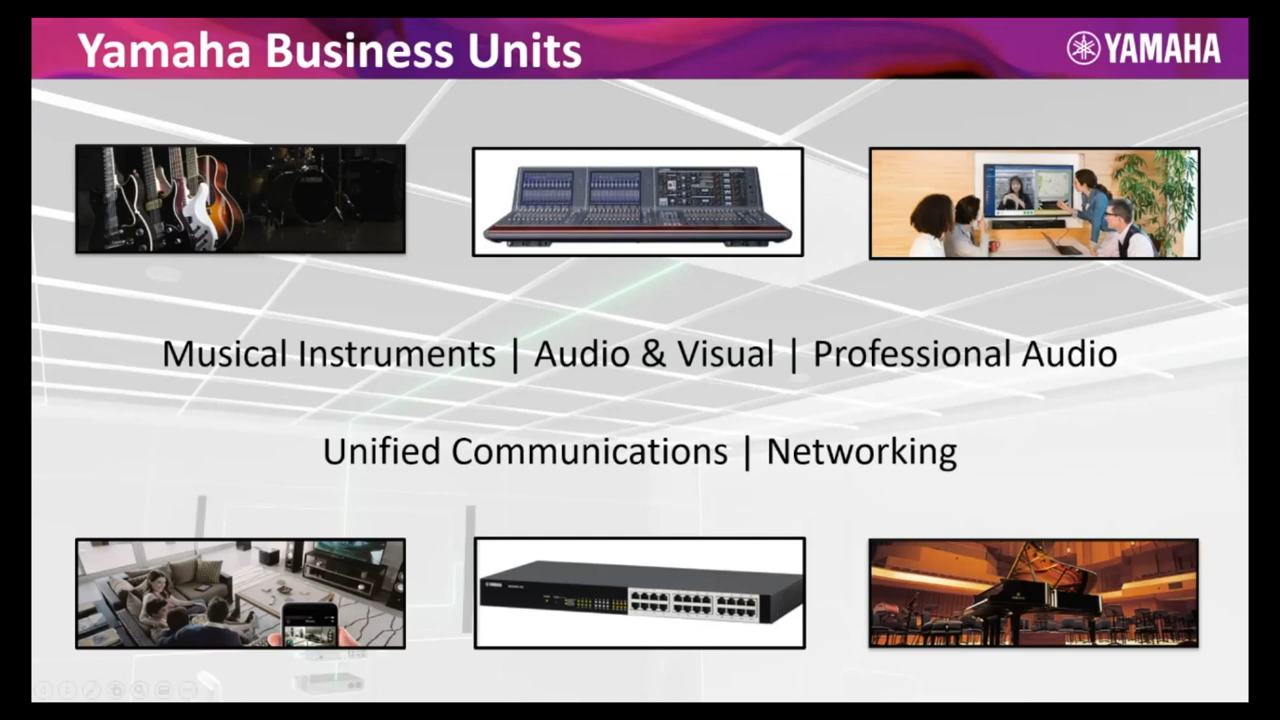 Yamaha Business Units
YAMAHA
Musical Instruments | Audio & Visual | Professional Audio
Unified Communications | Networking